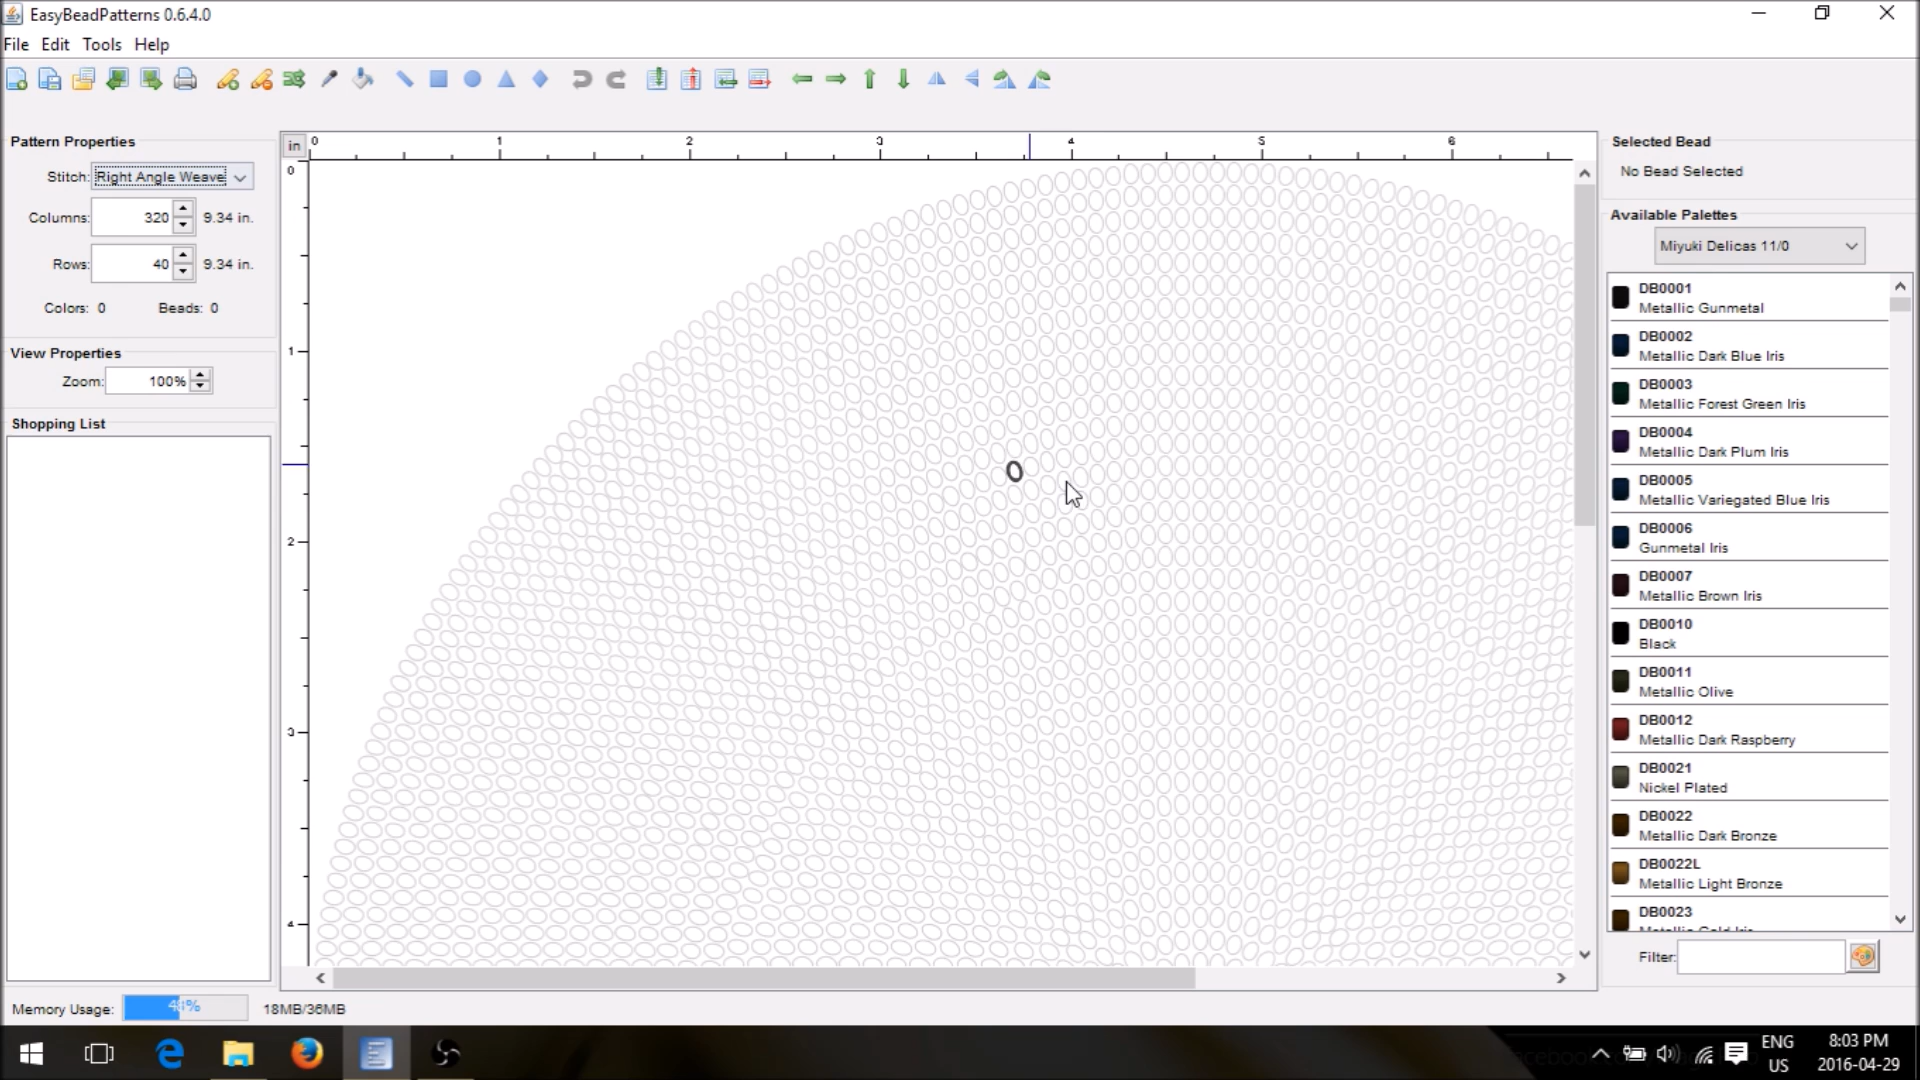 EasyBeadPatterns 0.6.4.0
File Edit Tools Help
Pattern Properties
Stitch: Right Angle Weave
Columns: 320 9.34 in.
Rows: 40 9.34 in.
Colors: 0 Beads: 0
View Properties
Zoom: 100%
Shopping List
Memory Usage: 18MB/36MB
in 0 1 2 3 4 5 6
0
1
2
3
4
Selected Bead
No Bead Selected
Available Palettes
Miyuki Delicas 11/0
DB0001
Metallic Gunmetal
DB0002
Metallic Dark Blue Iris
DB0003
Metallic Forest Green Iris
DB0004
Metallic Dark Plum Iris
DB0005
Metallic Variegated Blue Iris
DB0006
Gunmetal Iris
DB0007
Metallic Brown Iris
DB0010
Black
DB0011
Metallic Olive
DB0012
Metallic Dark Raspberry
DB0021
Nickel Plated
DB0022
Metallic Dark Bronze
DB0022L
Metallic Light Bronze
DB0023
Filter:
ENG
US
8:03 PM
2016-04-29